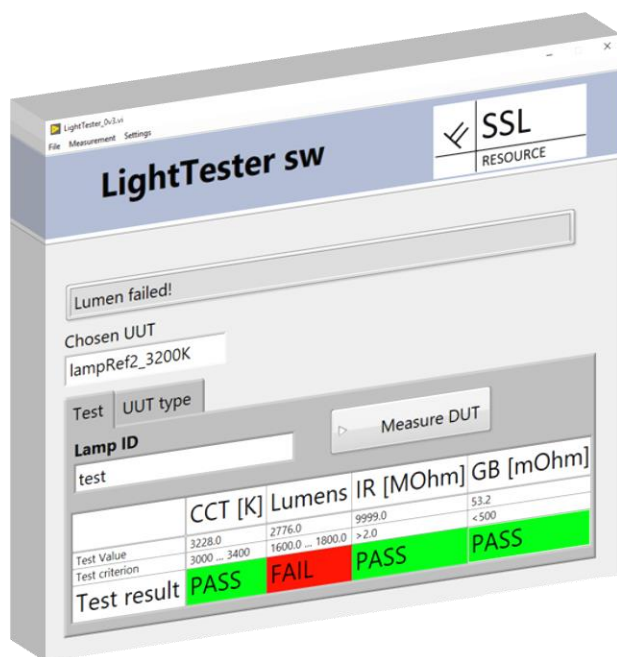 LightTester_0v3.vi
File Measurement Settings
LightTester sw
SSL
RESOURCE
Lumen failed!
Chosen UUT
lampRef2_3200K
Test UUT type
Measure DUT
Lamp ID
test
CCT [K] Lumens IR [MOhm] GB [mOhm]
Test Value 3228.0 2776.0 9999.0 53.2
Test criterion 3000 ... 3400 1600.0 ... 1800.0 >2.0 <500
Test result PASS FAIL PASS PASS